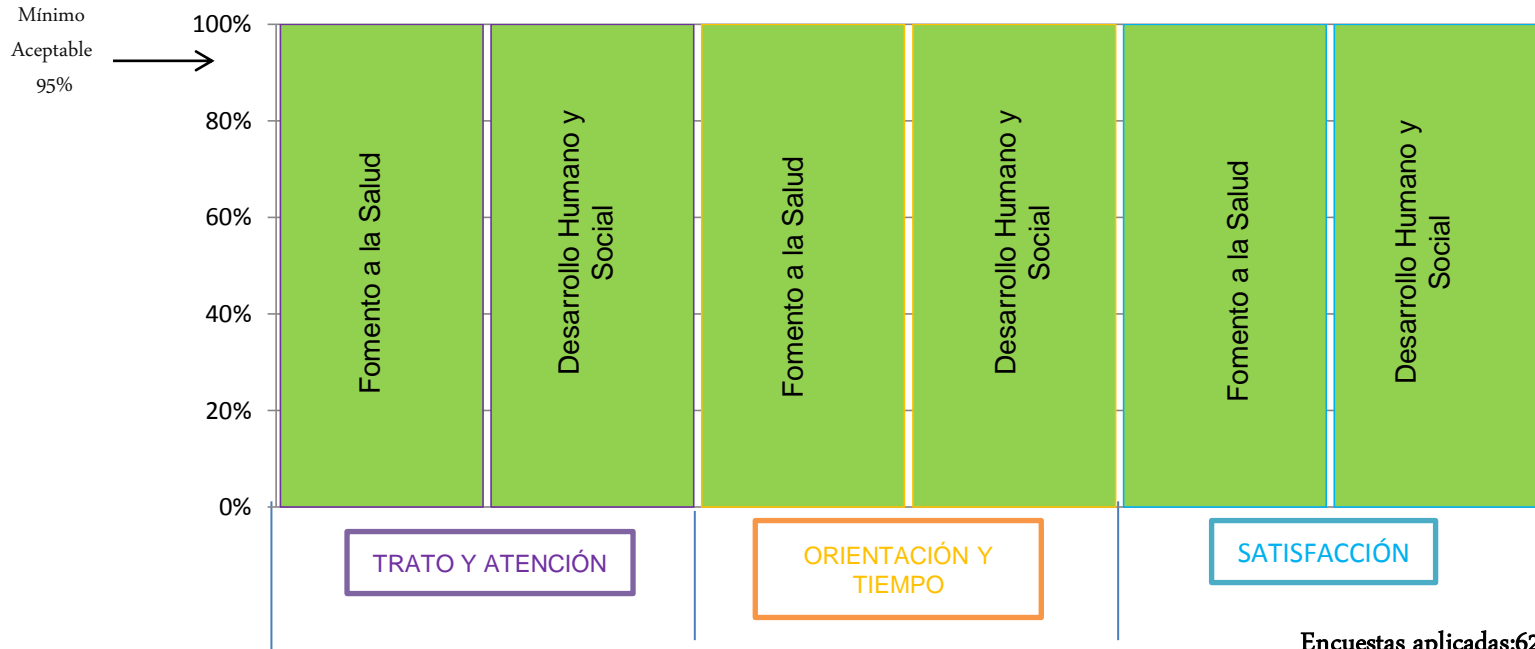 Mínimo
Aceptable
95%
100%
80%
60%
40%
20%
0%
Fomento a la Salud
Desarrollo Humano y
Social
Fomento a la Salud
Desarrollo Humano y
Social
Fomento a la Salud
Desarrollo Humano y
Social
TRATO Y ATENCIÓN
ORIENTACIÓN Y
TIEMPO
SATISFACCIÓN
Encuestas aplicadas:62